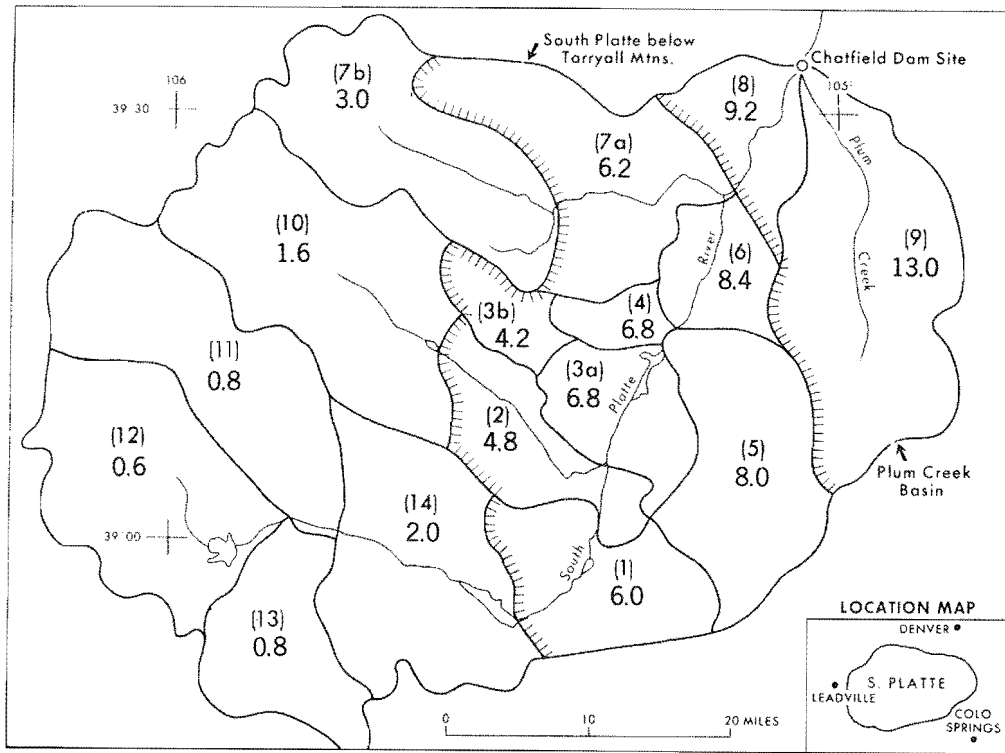 South Platte below
Tarryall Mtns.
Chatfield Dam Site
106
39 30
105°
(7b)
3.0
(8)
9.2
(7a)
6.2
Plum
Creek
(10)
1.6
River
(6)
8.4
(9)
13.0
(3b)
4.2
(4)
6.8
(11)
0.8
(3a)
6.8
Platte
(2)
4.8
(12)
0.6
(5)
8.0
Plum Creek
Basin
(14)
2.0
39 00
South
(1)
6.0
(13)
0.8
LOCATION MAP
DENVER
S. PLATTE
LEADVILLE
COLO
SPRINGS
0 10 20 MILES